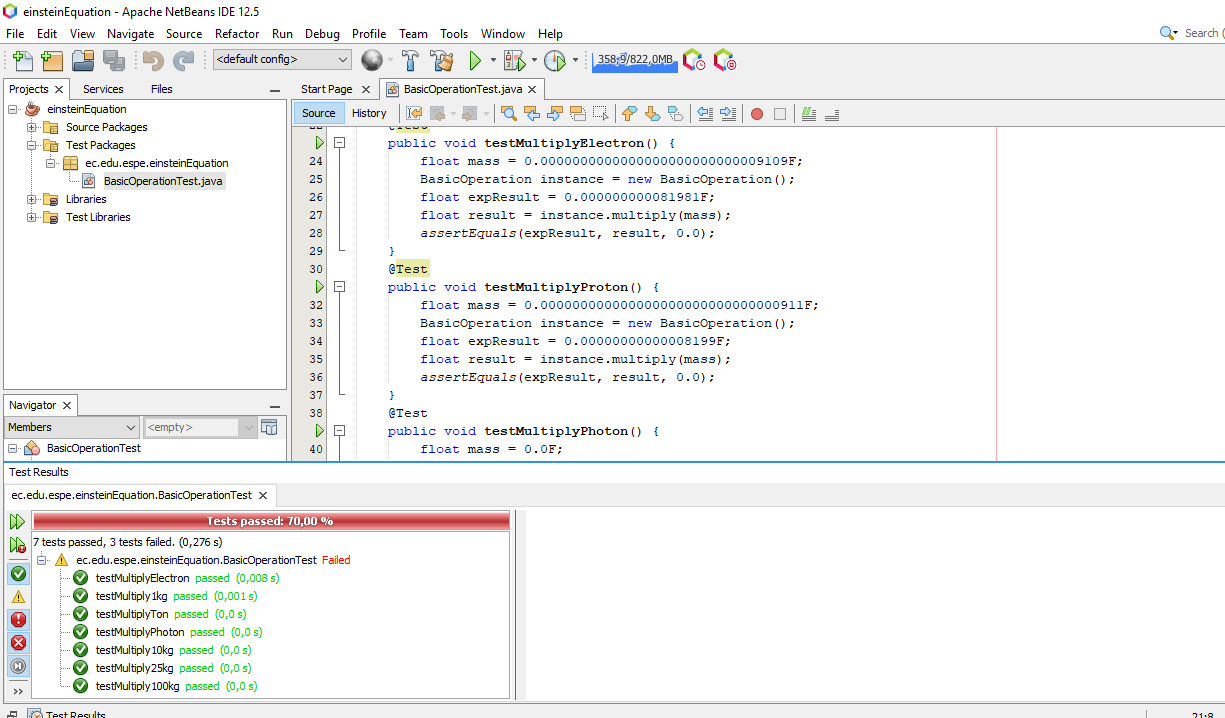 einsteinEquation - Apache NetBeans IDE 12.5
File Edit View Navigate Source Refactor Run Debug Profile Team Tools Window Help
Search (
<default config>
358,9/822,0MB
Projects Services Files
Start Page BasicOperationTest.java
einsteinEquation
Source Packages
Test Packages
ec.edu.espe.einsteinEquation
BasicOperationTest.java
Libraries
Test Libraries
Source History
public void testMultiplyElectron() {
24 float mass = 0.0000000000000000000000000009109F;
25 BasicOperation instance = new BasicOperation();
26 float expResult = 0.000000000081981F;
27 float result = instance.multiply(mass);
28 assertEquals(expResult, result, 0.0);
29 }
30 @Test
public void testMultiplyProton() {
32 float mass = 0.000000000000000000000000000000911F;
33 BasicOperation instance = new BasicOperation();
34 float expResult = 0.00000000000008199F;
35 float result = instance.multiply(mass);
36 assertEquals(expResult, result, 0.0);
37 }
38 @Test
public void testMultiplyPhoton() {
40 float mass = 0.0F;
Navigator
Members <empty>
BasicOperationTest
Test Results
ec.edu.espe.einsteinEquation.BasicOperationTest
Tests passed: 70,00 %
7 tests passed, 3 tests failed. (0,276 s)
ec.edu.espe.einsteinEquation.BasicOperationTest Failed
testMultiplyElectron passed (0,008 s)
testMultiply1kg passed (0,001 s)
testMultiplyTon passed (0,0 s)
testMultiplyPhoton passed (0,0 s)
testMultiply10kg passed (0,0 s)
testMultiply25kg passed (0,0 s)
testMultiply100kg passed (0,0 s)
Test Results
21:8